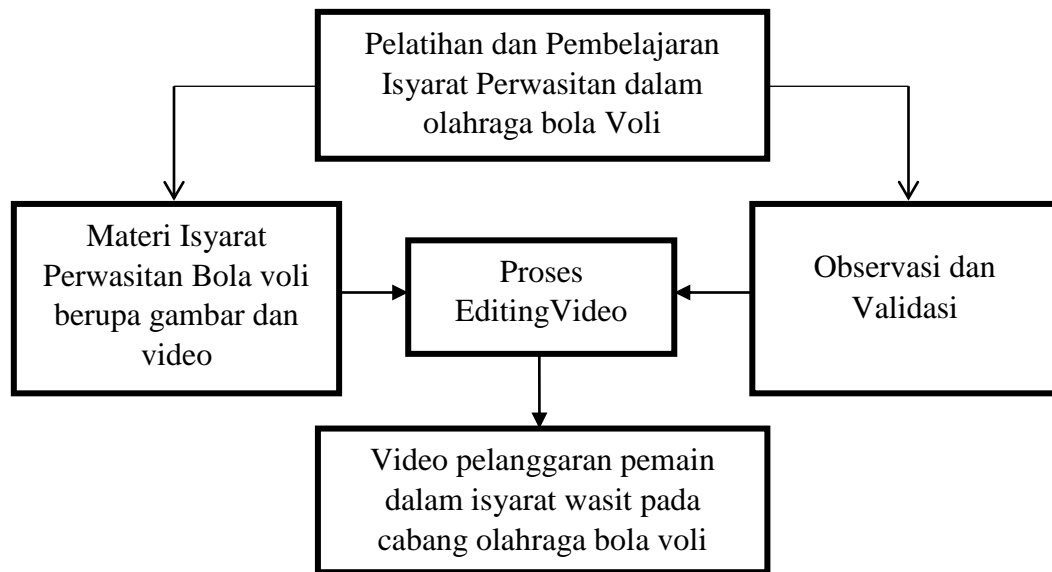 Pelatihan dan Pembelajaran
Isyarat Perwasitan dalam
olahraga bola Voli
Materi Isyarat
Perwasitan Bola voli
berupa gambar dan
video
Proses
EditingVideo
Observasi dan
Validasi
Video pelanggaran pemain
dalam isyarat wasit pada
cabang olahraga bola voli